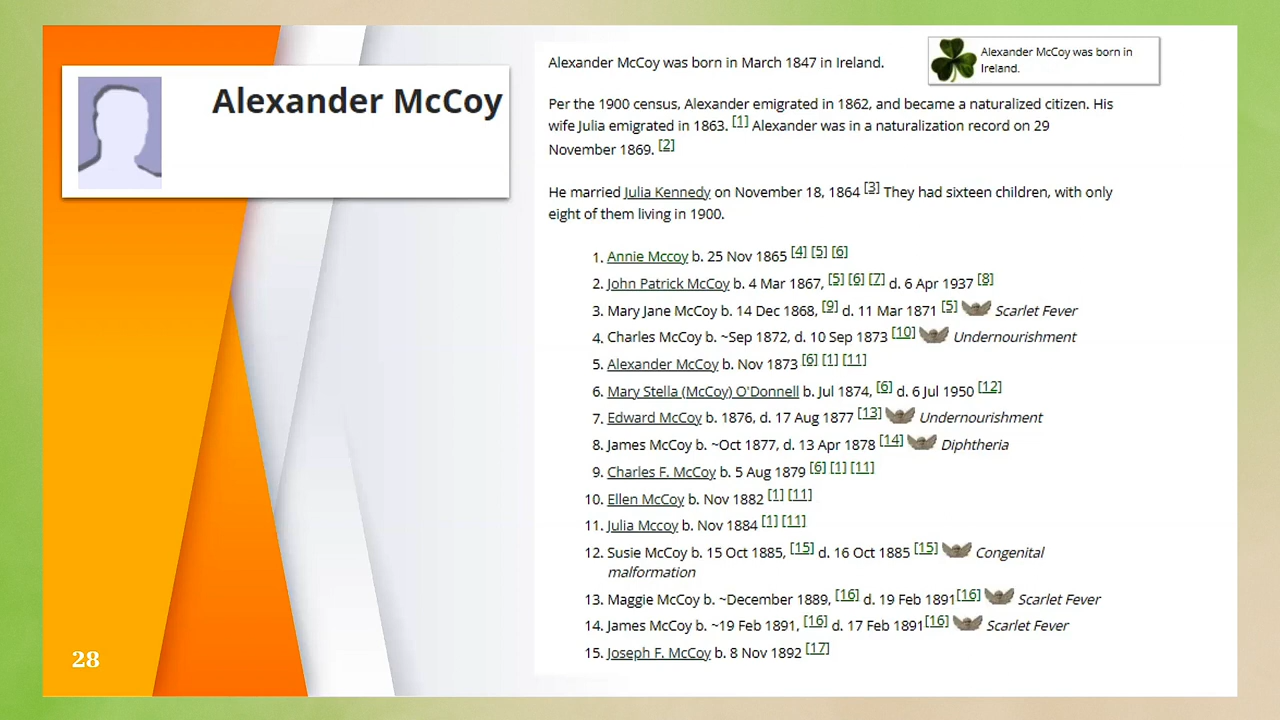 Alexander McCoy
Alexander McCoy was born in March 1847 in Ireland.
Alexander McCoy was born in
Ireland.
Per the 1900 census, Alexander emigrated in 1862, and became a naturalized citizen. His
wife Julia emigrated in 1863. [1] Alexander was in a naturalization record on 29
November 1869. [2]
He married Julia Kennedy on November 18, 1864 [3] They had sixteen children, with only
eight of them living in 1900.
1. Annie Mccoy b. 25 Nov 1865 [4] [5] [6]
2. John Patrick McCoy b. 4 Mar 1867, [5] [6] [7] d. 6 Apr 1937 [8]
3. Mary Jane McCoy b. 14 Dec 1868, [9] d. 11 Mar 1871 [5] Scarlet Fever
4. Charles McCoy b. ~Sep 1872, d. 10 Sep 1873 [10] Undernourishment
5. Alexander McCoy b. Nov 1873 [6] [1] [11]
6. Mary Stella (McCoy) O'Donnell b. Jul 1874, [6] d. 6 Jul 1950 [12]
7. Edward McCoy b. 1876, d. 17 Aug 1877 [13] Undernourishment
8. James McCoy b. ~Oct 1877, d. 13 Apr 1878 [14] Diphtheria
9. Charles F. McCoy b. 5 Aug 1879 [6] [1] [11]
10. Ellen McCoy b. Nov 1882 [1] [11]
11. Julia Mccoy b. Nov 1884 [1] [11]
12. Susie McCoy b. 15 Oct 1885, [15] d. 16 Oct 1885 [15] Congenital
malformation
13. Maggie McCoy b. ~December 1889, [16] d. 19 Feb 1891[16] Scarlet Fever
14. James McCoy b. ~19 Feb 1891, [16] d. 17 Feb 1891[16] Scarlet Fever
15. Joseph F. McCoy b. 8 Nov 1892 [17]
28